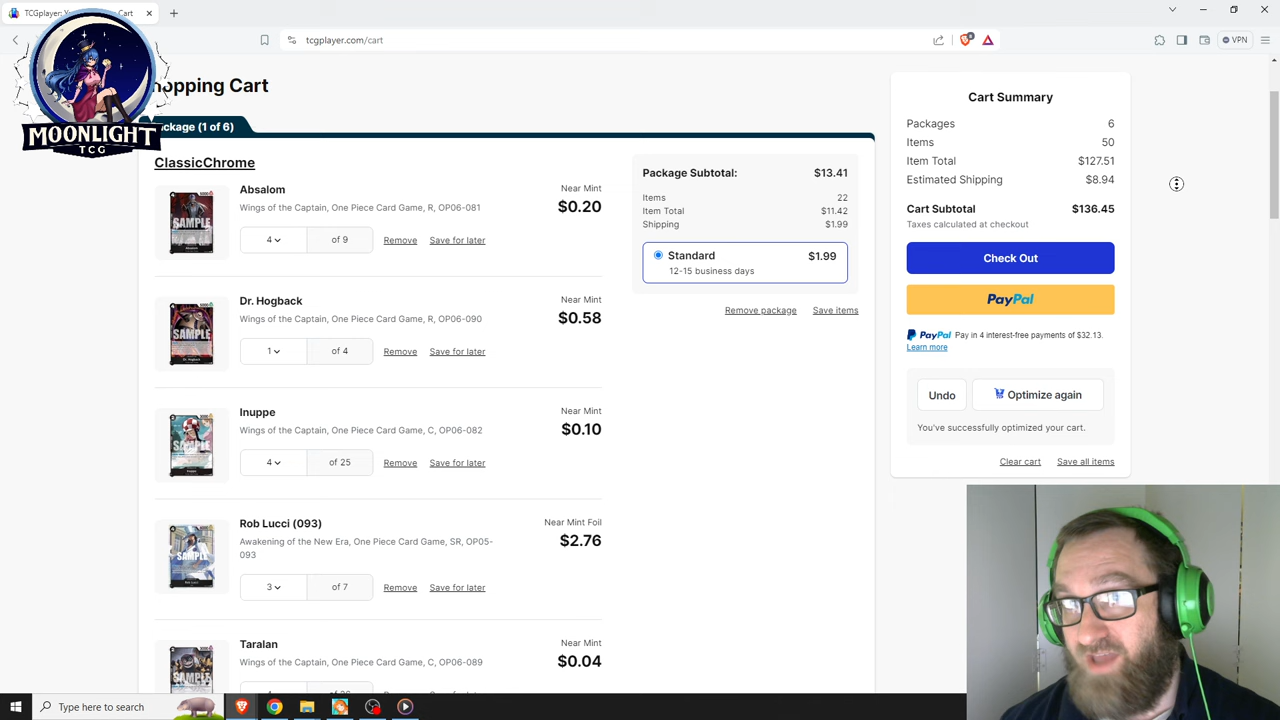 TCGplayer: Yo
Cart
tcgplayer.com/cart
VPN
MOONLIGHT
TCG
opping Cart
ckage (1 of 6)
ClassicChrome
Absalom
Wings of the Captain, One Piece Card Game, R, OP06-081
Near Mint
$0.20
4
of 9
Remove
Save for later
SAMPLE
Dr. Hogback
Wings of the Captain, One Piece Card Game, R, OP06-090
Near Mint
$0.58
1
of 4
Remove
Save for later
SAMPLE
Inuppe
Wings of the Captain, One Piece Card Game, C, OP06-082
Near Mint
$0.10
4
of 25
Remove
Save for later
SAMPLE
Rob Lucci (093)
Awakening of the New Era, One Piece Card Game, SR, OP05-
093
Near Mint Foil
$2.76
3
of 7
Remove
Save for later
SAMPLE
Taralan
Wings of the Captain, One Piece Card Game, C, OP06-089
Near Mint
$0.04
SAMPLE
Package Subtotal:
$13.41
Items
22
Item Total
$11.42
Shipping
$1.99
Standard
$1.99
12-15 business days
Remove package
Save items
Cart Summary
Packages
6
Items
50
Item Total
$127.51
Estimated Shipping
$8.94
Cart Subtotal
$136.45
Taxes calculated at checkout
Check Out
PayPal
PayPal Pay in 4 interest-free payments of $32.13.
Learn more
Undo
Optimize again
You've successfully optimized your cart.
Clear cart
Save all items
Type here to search